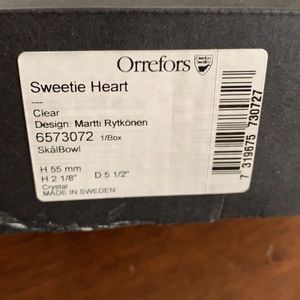 Orrefors
Sweetie Heart
Clear
Design: Martti Rytkönen
6573072 1/Box
SkålBowl
H 55 mm
H 2 1/8" D 5 1/2"
Crystal
MADE IN SWEDEN
7 319675 730727